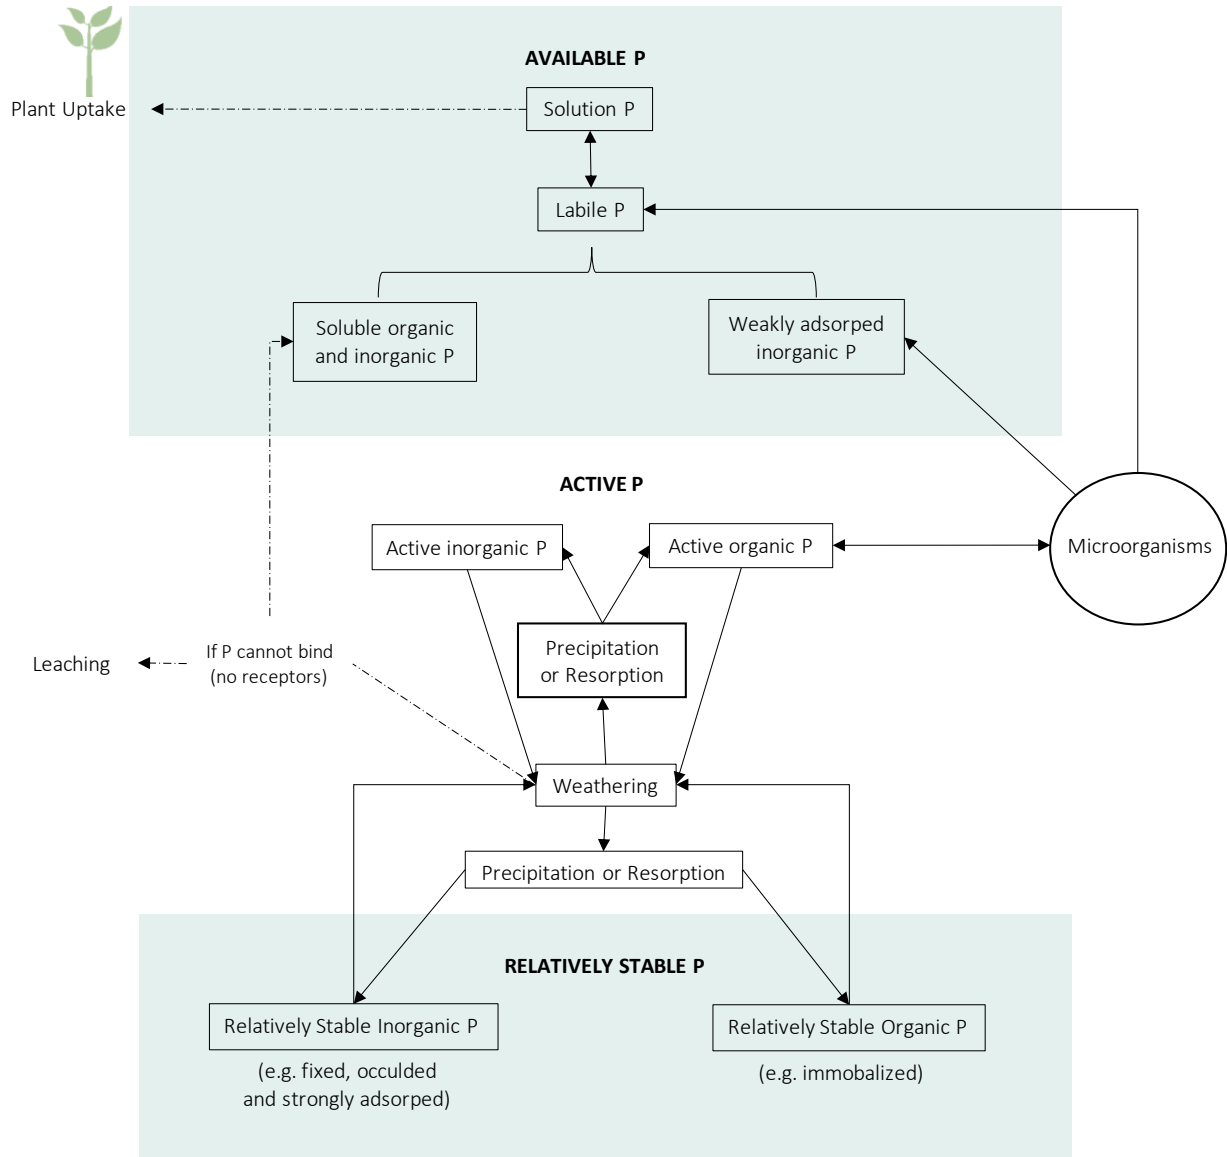 AVAILABLE P
Plant Uptake
Solution P
Labile P
Soluble organic
and inorganic P
Weakly adsorped
inorganic P
ACTIVE P
Active inorganic P
Active organic P
Microorganisms
Leaching
If P cannot bind
(no receptors)
Precipitation
or Resorption
Weathering
Precipitation or Resorption
RELATIVELY STABLE P
Relatively Stable Inorganic P
(e.g. fixed, occulded
and strongly adsorped)
Relatively Stable Organic P
(e.g. immobalized)